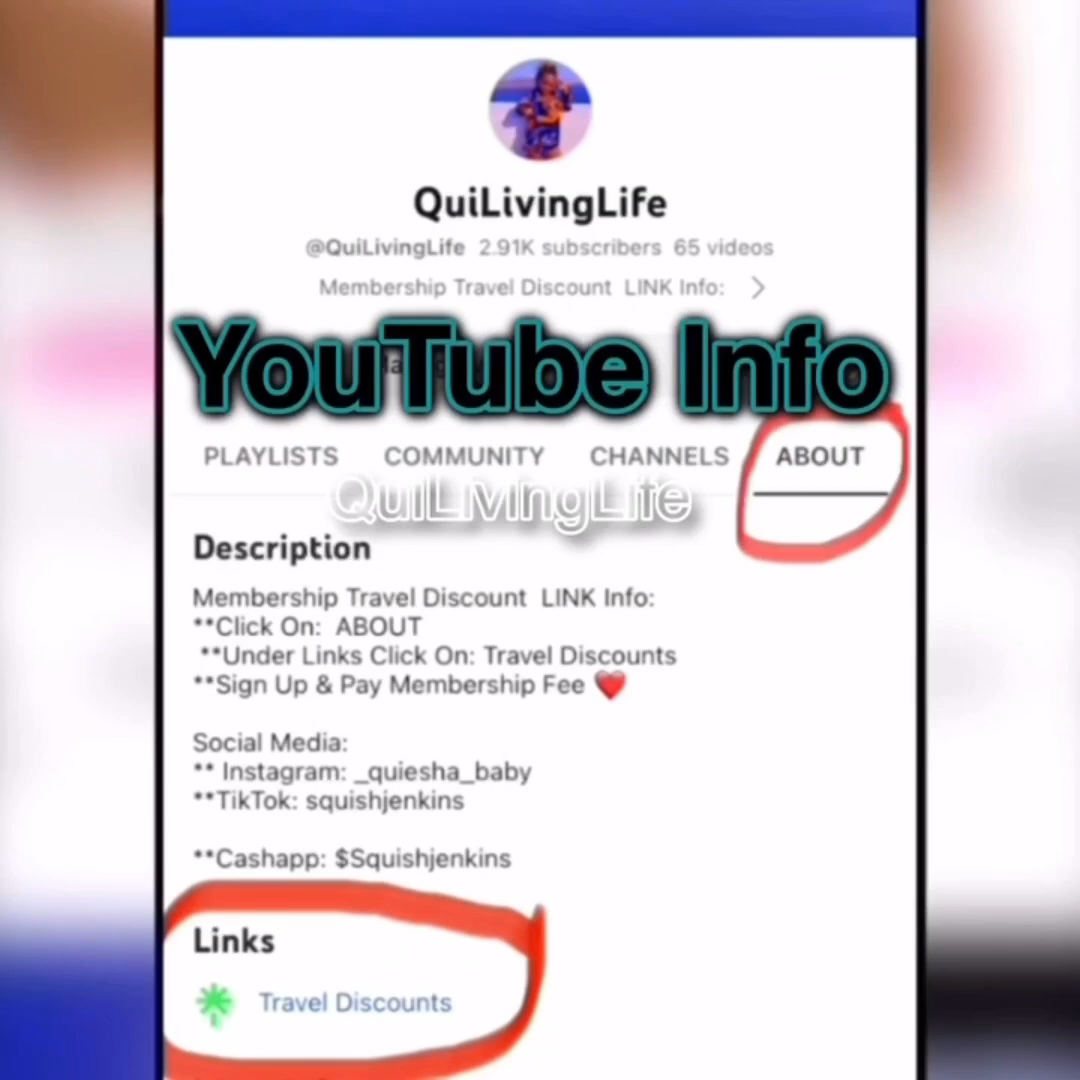 QuiLivingLife
@QuiLivingLife 2.91K subscribers 65 videos
Membership Travel Discount LINK Info:
YouTube Info
PLAYLISTS COMMUNITY CHANNELS ABOUT
QuiLivingLife
Description
Membership Travel Discount LINK Info:
**Click On: ABOUT
**Under Links Click On: Travel Discounts
**Sign Up & Pay Membership Fee ❤️
Social Media:
** Instagram: _quiesha_baby
**TikTok: squishjenkins
**Cashapp: $Squishjenkins
Links
Travel Discounts